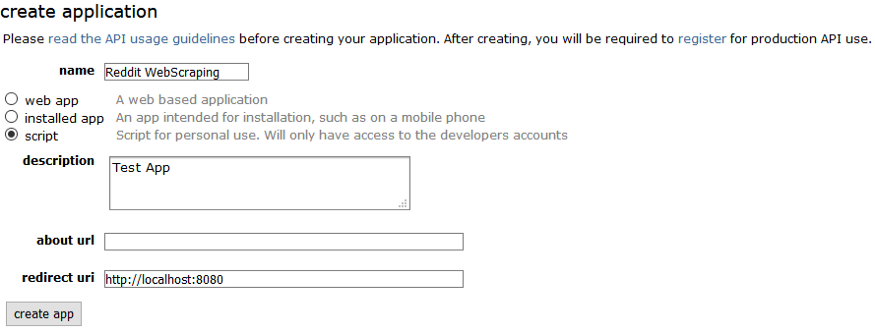 create application
Please read the API usage guidelines before creating your application. After creating, you will be required to register for production API use.
name Reddit WebScraping
web app A web based application
installed app An app intended for installation, such as on a mobile phone
script Script for personal use. Will only have access to the developers accounts
description Test App
about url
redirect uri http://localhost:8080
create app